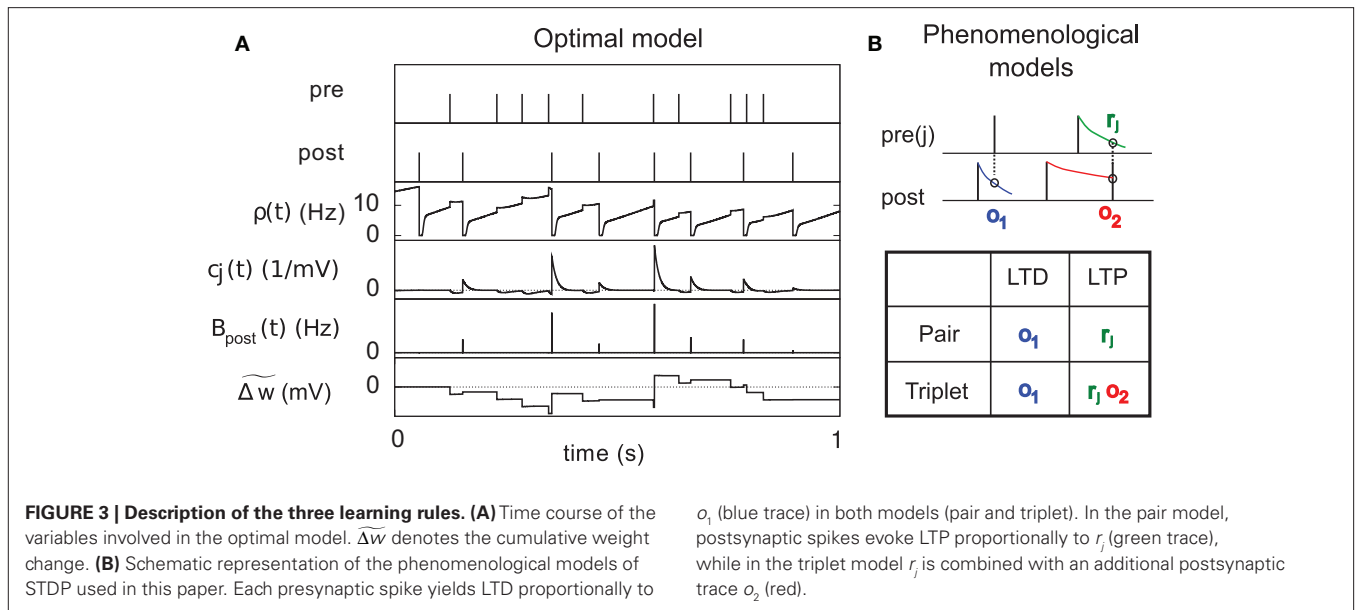 A
Optimal model
pre
post
ρ(t) (Hz)
10
0
cj(t) (1/mV)
0
Bpost(t) (Hz)
0
Δw (mV)
0
0
1
time (s)
B
Phenomenological
models
rj
pre(j)
post
o1
o2
LTD
LTP
Pair
o1
rj
Triplet
o1
rj o2
FIGURE 3 | Description of the three learning rules. (A) Time course of the
variables involved in the optimal model. Δw denotes the cumulative weight
change. (B) Schematic representation of the phenomenological models of
STDP used in this paper. Each presynaptic spike yields LTD proportionally to
o1 (blue trace) in both models (pair and triplet). In the pair model,
postsynaptic spikes evoke LTP proportionally to rj (green trace),
while in the triplet model rj is combined with an additional postsynaptic
trace o2 (red).